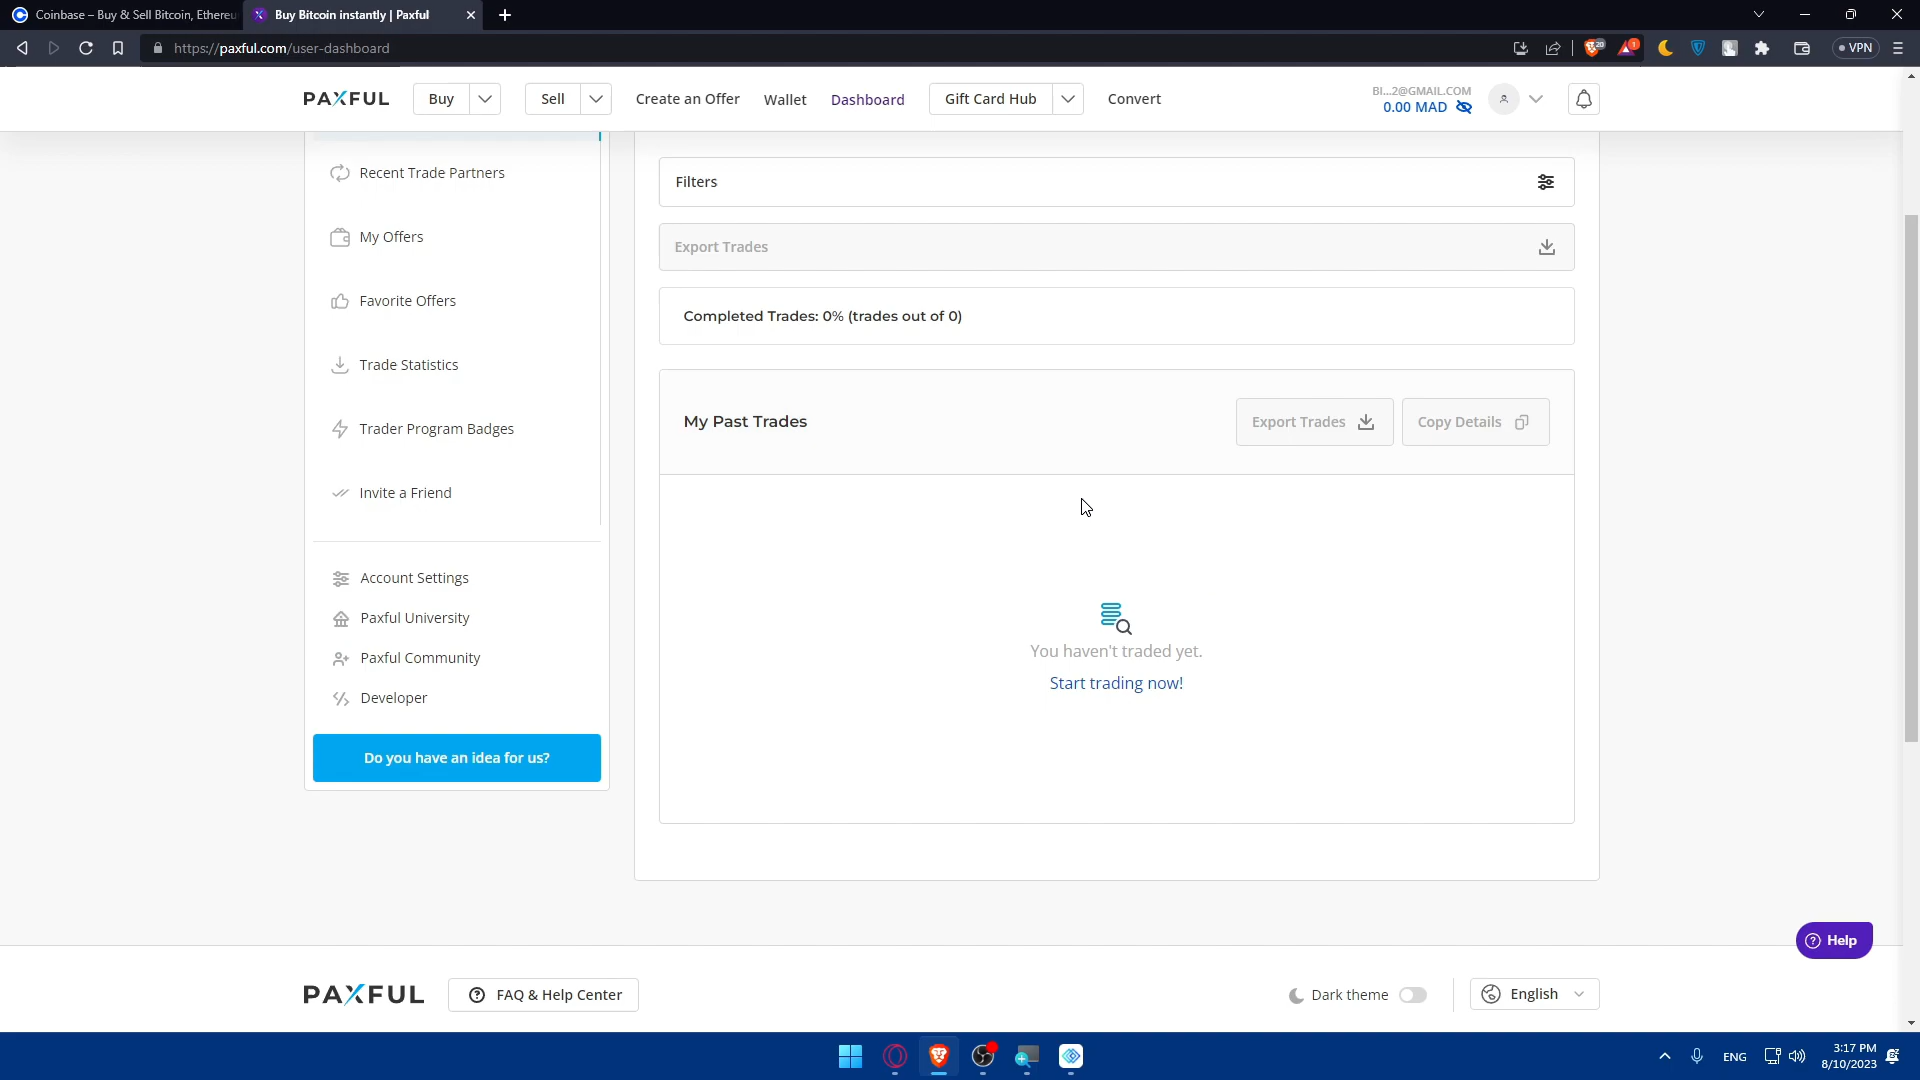 Coinbase – Buy & Sell Bitcoin, Ethereu
Buy Bitcoin instantly | Paxful
https://paxful.com/user-dashboard
20
1
VPN
PAXFUL
Buy
Sell
Create an Offer
Wallet
Dashboard
Gift Card Hub
Convert
BI...2@GMAIL.COM
0.00 MAD
Recent Trade Partners
My Offers
Favorite Offers
Trade Statistics
Trader Program Badges
Invite a Friend
Account Settings
Paxful University
Paxful Community
Developer
Do you have an idea for us?
Filters
Export Trades
Completed Trades: 0% (trades out of 0)
My Past Trades
Export Trades
Copy Details
You haven't traded yet.
Start trading now!
Help
PAXFUL
FAQ & Help Center
Dark theme
English
ENG
3:17 PM
8/10/2023